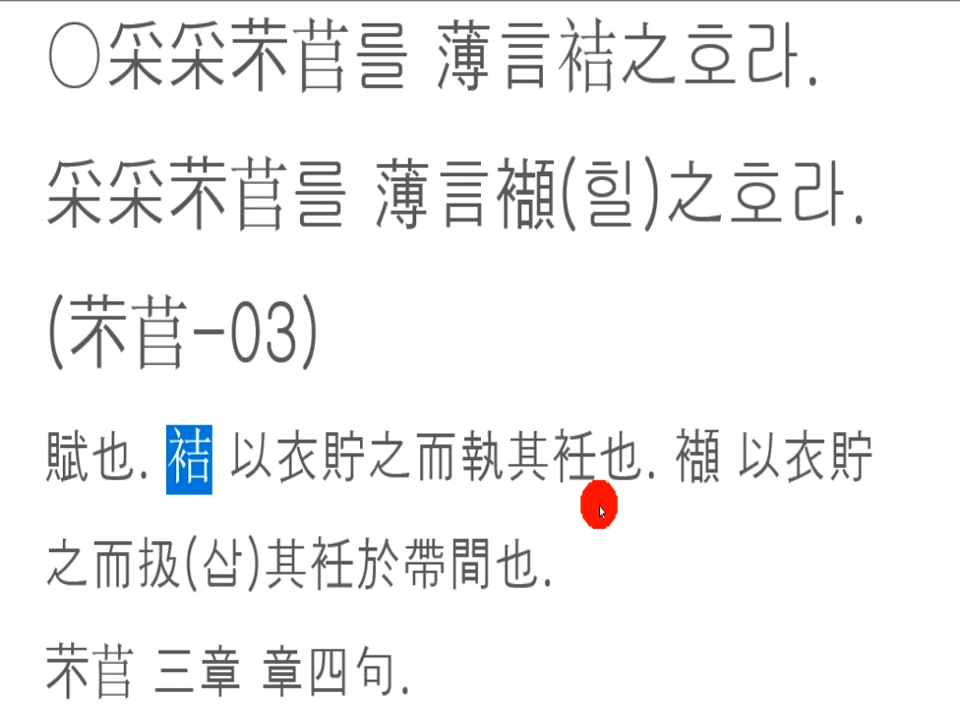 ○采采芣苢를 薄言袺之호라.
采采芣苢를 薄言襭(힐)之호라.
(芣苢-03)
賦也. 袺 以衣貯之而執其衽也. 襭 以衣貯
之而扱(삽)其衽於帶間也.
芣苢 三章 章四句.